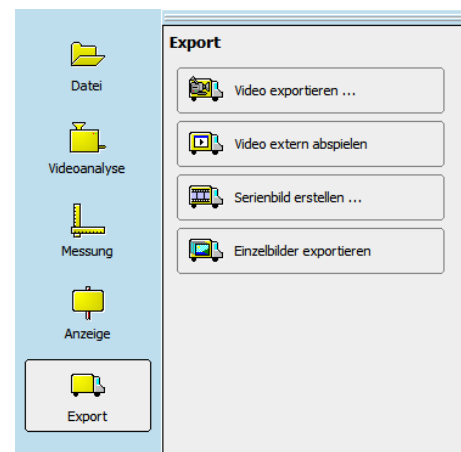 Datei
Videoanalyse
Messung
Anzeige
Export
Export
Video exportieren ...
Video extern abspielen
Serienbild erstellen ...
Einzelbilder exportieren